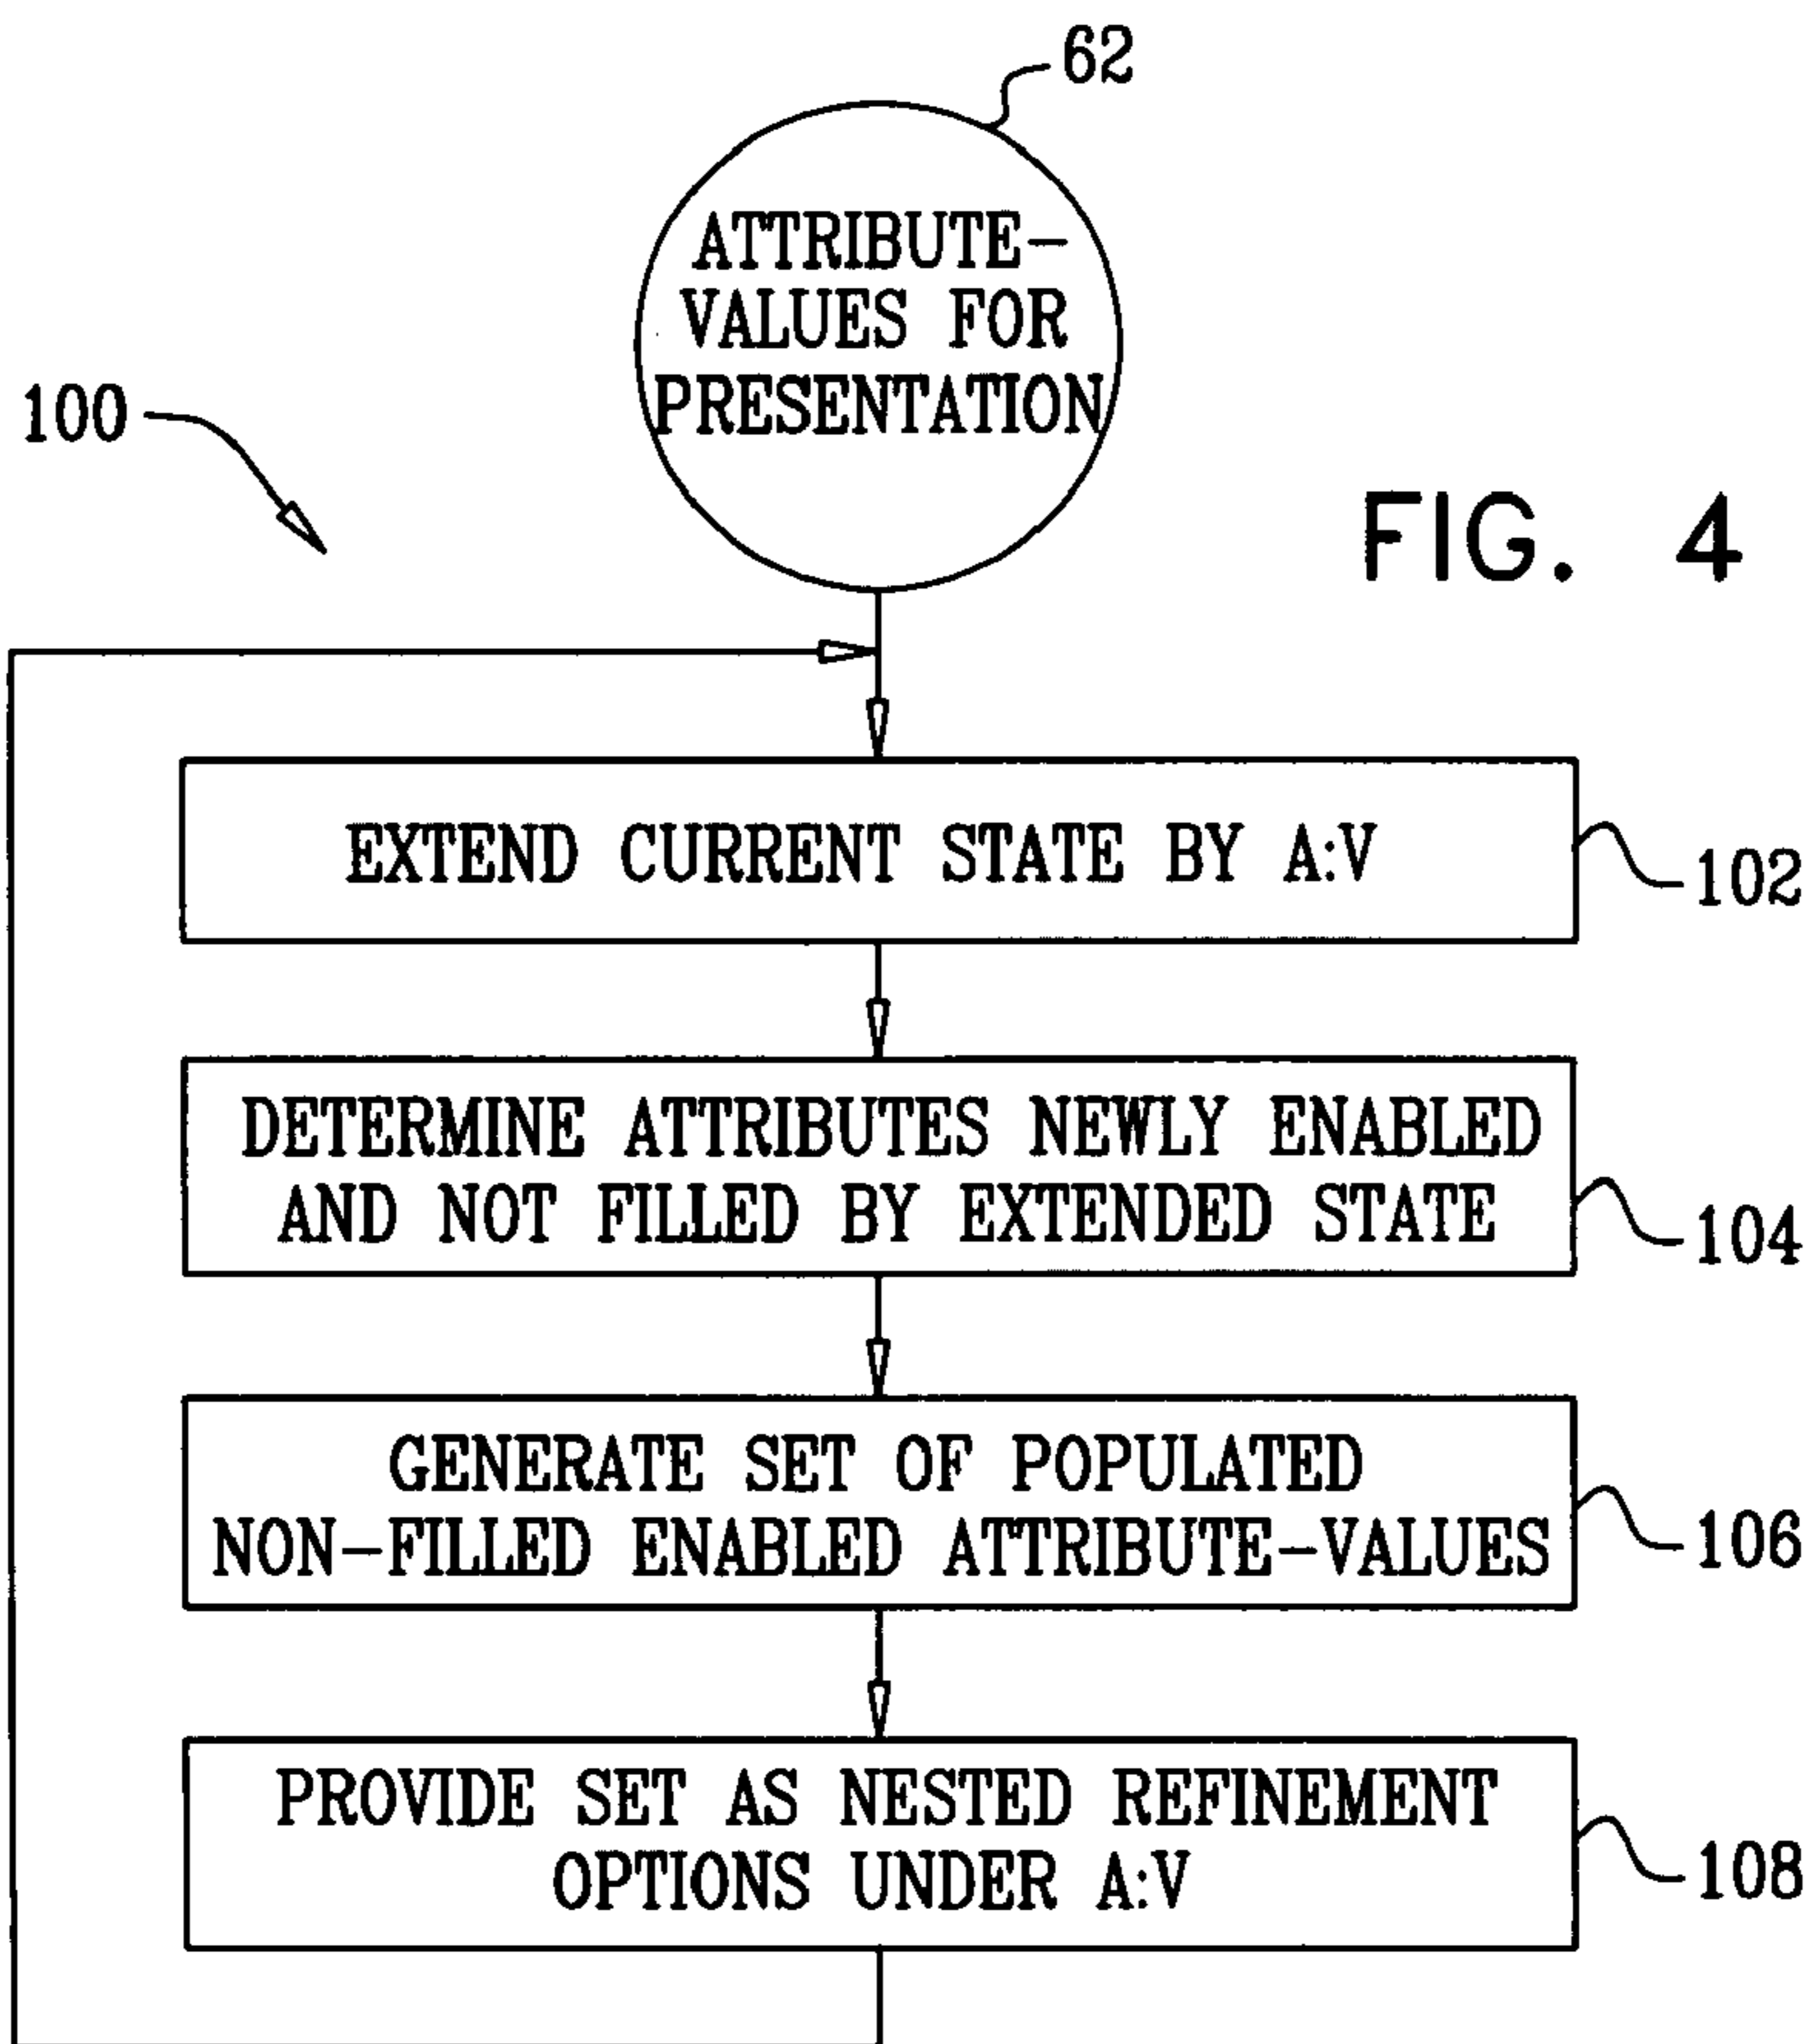 62
ATTRIBUTE-
VALUES FOR
PRESENTATION
100
FIG. 4
EXTEND CURRENT STATE BY A:V
102
DETERMINE ATTRIBUTES NEWLY ENABLED
AND NOT FILLED BY EXTENDED STATE
104
GENERATE SET OF POPULATED
NON-FILLED ENABLED ATTRIBUTE-VALUES
106
PROVIDE SET AS NESTED REFINEMENT
OPTIONS UNDER A:V
108